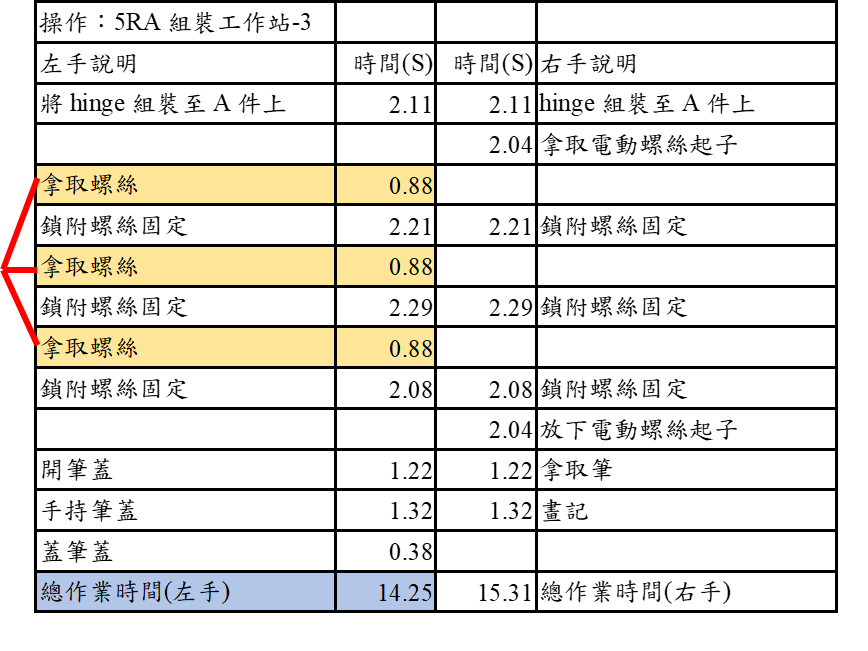 操作：5RA 組裝工作站-3
左手說明 時間(S) 時間(S) 右手說明
將 hinge 組裝至 A 件上 2.11 2.11 hinge 組裝至 A 件上
2.04 拿取電動螺絲起子
拿取螺絲 0.88
鎖附螺絲固定 2.21 2.21 鎖附螺絲固定
拿取螺絲 0.88
鎖附螺絲固定 2.29 2.29 鎖附螺絲固定
拿取螺絲 0.88
鎖附螺絲固定 2.08 2.08 鎖附螺絲固定
2.04 放下電動螺絲起子
開筆蓋 1.22 1.22 拿取筆
手持筆蓋 1.32 1.32 畫記
蓋筆蓋 0.38
總作業時間(左手) 14.25 15.31 總作業時間(右手)